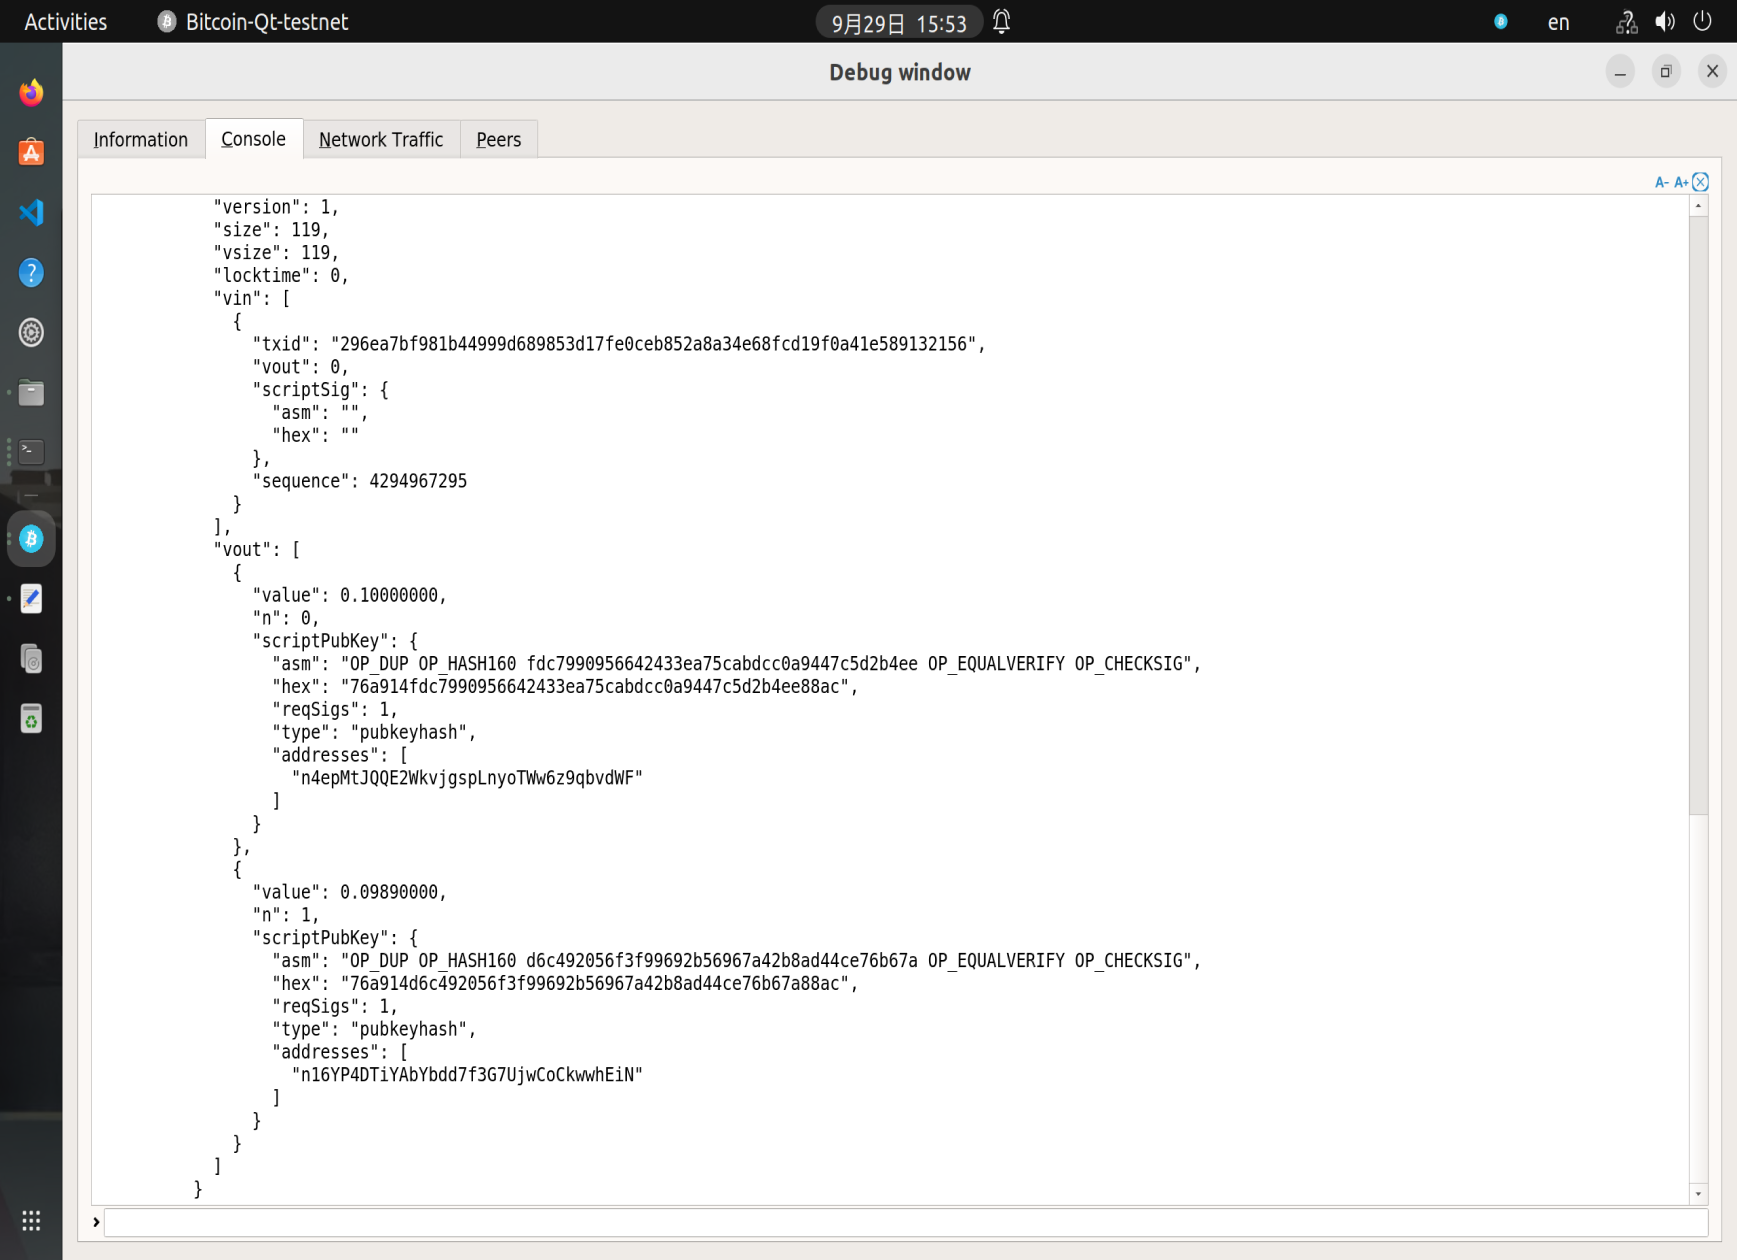 Activities Bitcoin-Qt-testnet 9月29日 15:53 en
Debug window
Information Console Network Traffic Peers
A- A+
"version": 1,
"size": 119,
"vsize": 119,
"locktime": 0,
"vin": [
{
"txid": "296ea7bf981b44999d689853d17fe0ceb852a8a34e68fcd19f0a41e589132156",
"vout": 0,
"scriptSig": {
"asm": "",
"hex": ""
},
"sequence": 4294967295
}
],
"vout": [
{
"value": 0.10000000,
"n": 0,
"scriptPubKey": {
"asm": "OP_DUP OP_HASH160 fdc7990956642433ea75cabdcc0a9447c5d2b4ee OP_EQUALVERIFY OP_CHECKSIG",
"hex": "76a914fdc7990956642433ea75cabdcc0a9447c5d2b4ee88ac",
"reqSigs": 1,
"type": "pubkeyhash",
"addresses": [
"n4epMtJQQE2WkvjgspLnyoTWw6z9qbvdWF"
]
}
},
{
"value": 0.09890000,
"n": 1,
"scriptPubKey": {
"asm": "OP_DUP OP_HASH160 d6c492056f3f99692b56967a42b8ad44ce76b67a OP_EQUALVERIFY OP_CHECKSIG",
"hex": "76a914d6c492056f3f99692b56967a42b8ad44ce76b67a88ac",
"reqSigs": 1,
"type": "pubkeyhash",
"addresses": [
"n16YP4DTiYAbYbdd7f3G7UjwCoCkwwhEiN"
]
}
}
]
}